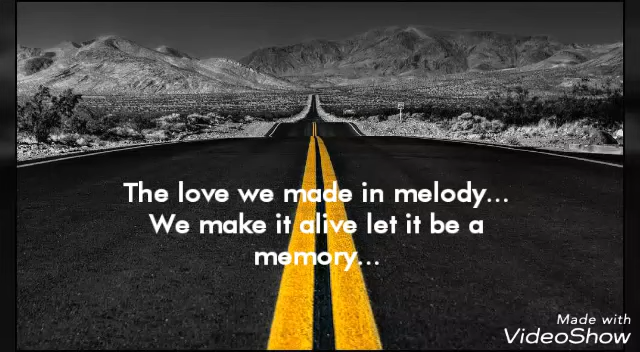 The love we made in melody...
We make it alive let it be a
memory...
Made with
VideoShow